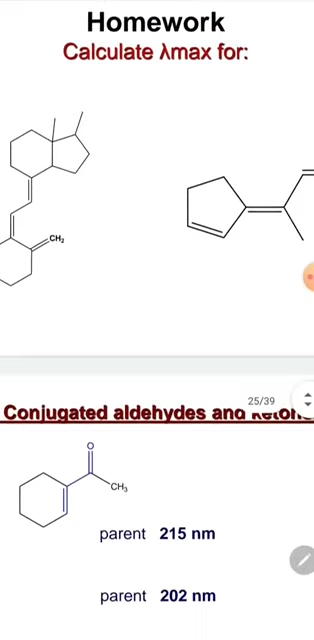 Homework
Calculate λmax for:
CH₂
25/39
Conjugated aldehydes and
O
CH₃
parent 215 nm
parent 202 nm